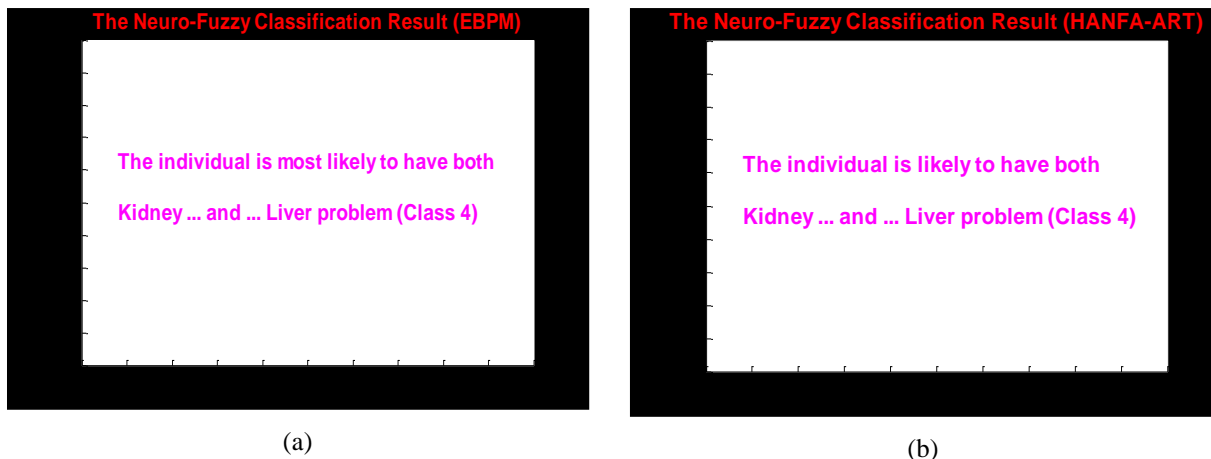 The Neuro-Fuzzy Classification Result (EBPM)
The individual is most likely to have both
Kidney ... and ... Liver problem (Class 4)
(a)
The Neuro-Fuzzy Classification Result (HANFA-ART)
The individual is likely to have both
Kidney ... and ... Liver problem (Class 4)
(b)